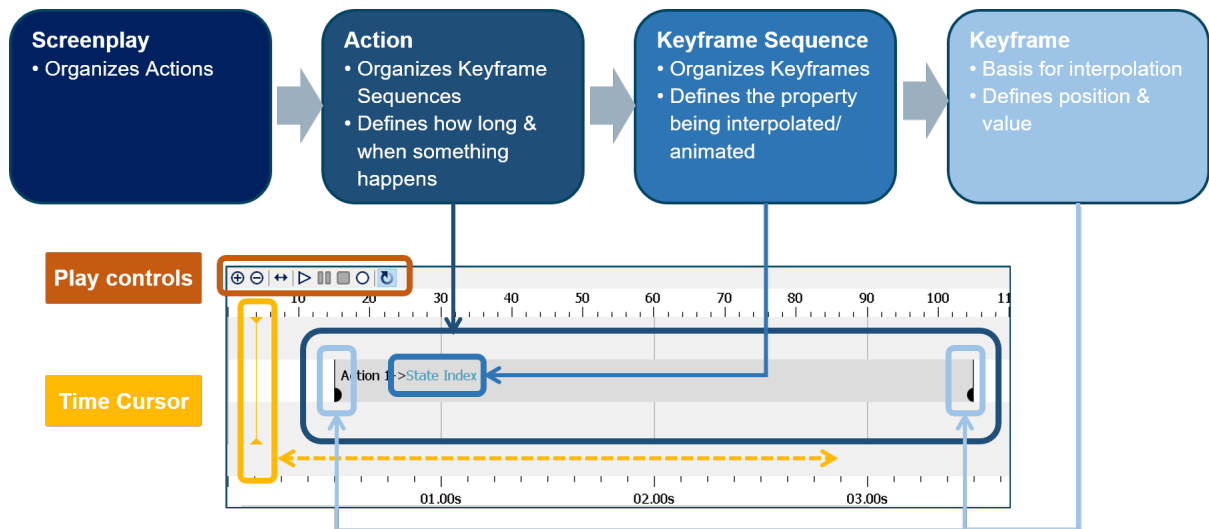 Screenplay
• Organizes Actions
Action
• Organizes Keyframe
Sequences
• Defines how long &
when something
happens
Keyframe Sequence
• Organizes Keyframes
• Defines the property
being interpolated/
animated
Keyframe
• Basis for interpolation
• Defines position &
value
Play controls
10 20 30 40 50 60 70 80 90 100 11
Action 1->State Index
Time Cursor
01.00s 02.00s 03.00s